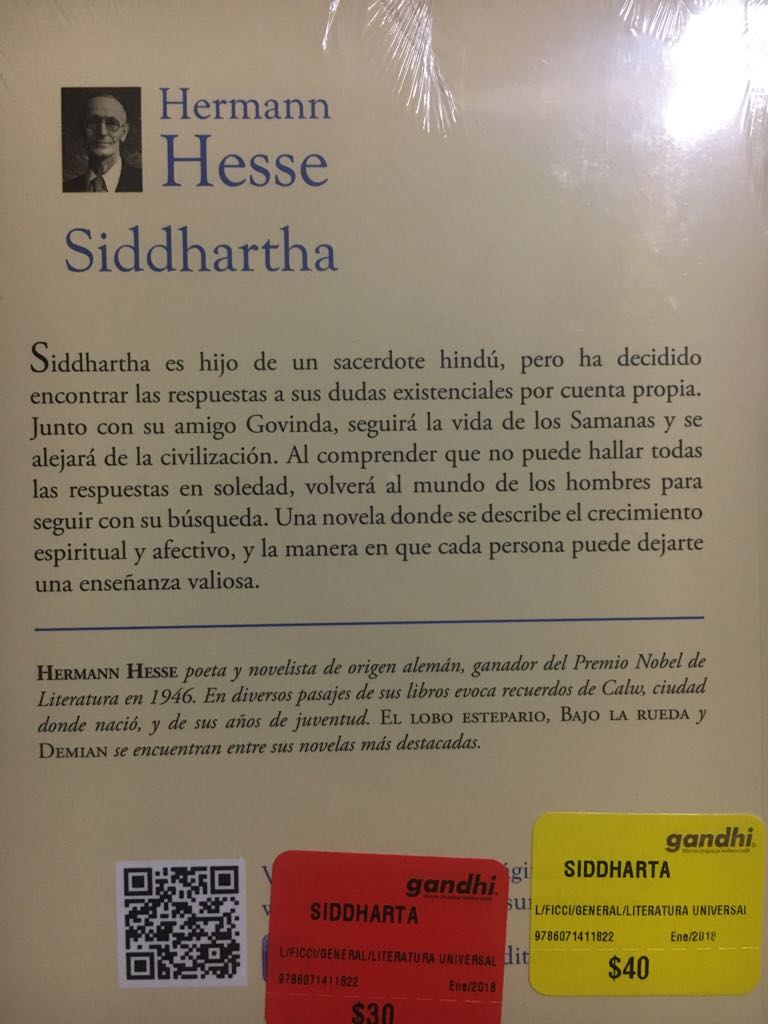 Hermann
Hesse
Siddhartha
Siddhartha es hijo de un sacerdote hindú, pero ha decidido
encontrar las respuestas a sus dudas existenciales por cuenta propia.
Junto con su amigo Govinda, seguirá la vida de los Samanas y se
alejará de la civilización. Al comprender que no puede hallar todas
las respuestas en soledad, volverá al mundo de los hombres para
seguir con su búsqueda. Una novela donde se describe el crecimiento
espiritual y afectivo, y la manera en que cada persona puede dejarte
una enseñanza valiosa.
HERMANN HESSE poeta y novelista de origen alemán, ganador del Premio Nobel de
Literatura en 1946. En diversos pasajes de sus libros evoca recuerdos de Calw, ciudad
donde nació, y de sus años de juventud. EL LOBO ESTEPARIO, BAJO LA RUEDA y
DEMIAN se encuentran entre sus novelas más destacadas.
gandhi
SIDDHARTA
L/FICCI/GENERAL/LITERATURA UNIVERSAL
9786071411822 Ene/2018
$30
gandhi
SIDDHARTA
L/FICCI/GENERAL/LITERATURA UNIVERSAl
9786071411822 Ene/2018
$40